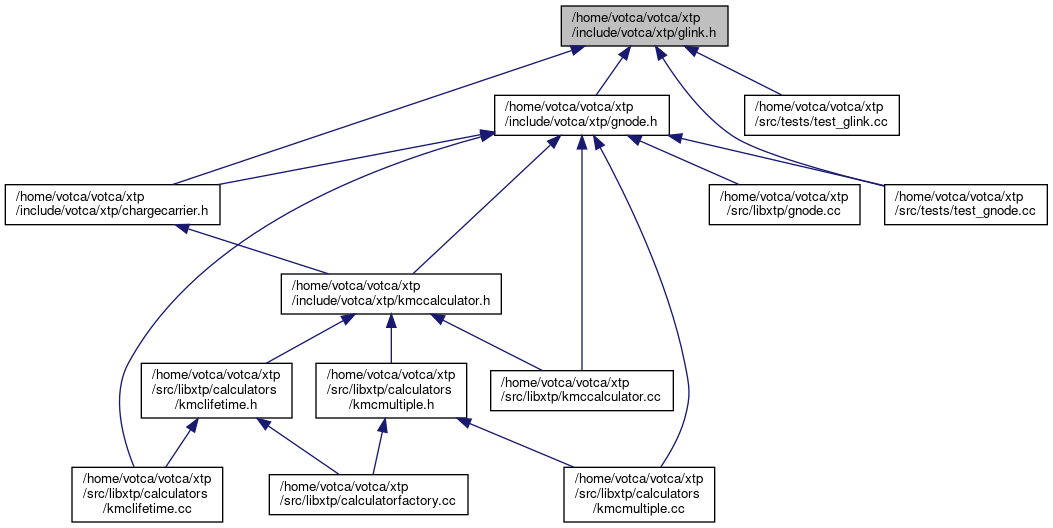 /home/votca/votca/xtp
/include/votca/xtp/glink.h
/home/votca/votca/xtp
/include/votca/xtp/gnode.h
/home/votca/votca/xtp
/src/tests/test_glink.cc
/home/votca/votca/xtp
/include/votca/xtp/chargecarrier.h
/home/votca/votca/xtp
/src/libxtp/gnode.cc
/home/votca/votca/xtp
/src/tests/test_gnode.cc
/home/votca/votca/xtp
/include/votca/xtp/kmccalculator.h
/home/votca/votca/xtp
/src/libxtp/calculators
/kmclifetime.h
/home/votca/votca/xtp
/src/libxtp/calculators
/kmcmultiple.h
/home/votca/votca/xtp
/src/libxtp/kmccalculator.cc
/home/votca/votca/xtp
/src/libxtp/calculators
/kmclifetime.cc
/home/votca/votca/xtp
/src/libxtp/calculatorfactory.cc
/home/votca/votca/xtp
/src/libxtp/calculators
/kmcmultiple.cc